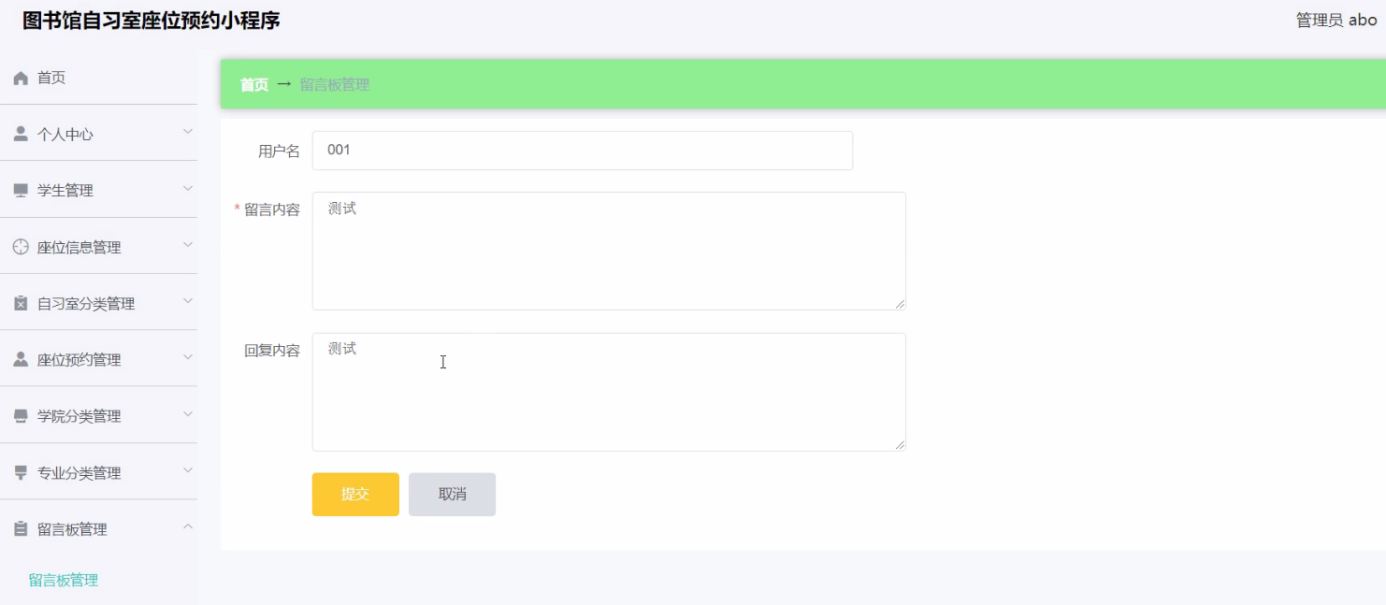 图书馆自习室座位预约小程序
管理员 abo
首页
个人中心
学生管理
座位信息管理
自习室分类管理
座位预约管理
学院分类管理
专业分类管理
留言板管理
留言板管理
首页 → 留言板管理
用户名 001
* 留言内容 测试
回复内容 测试
提交 取消